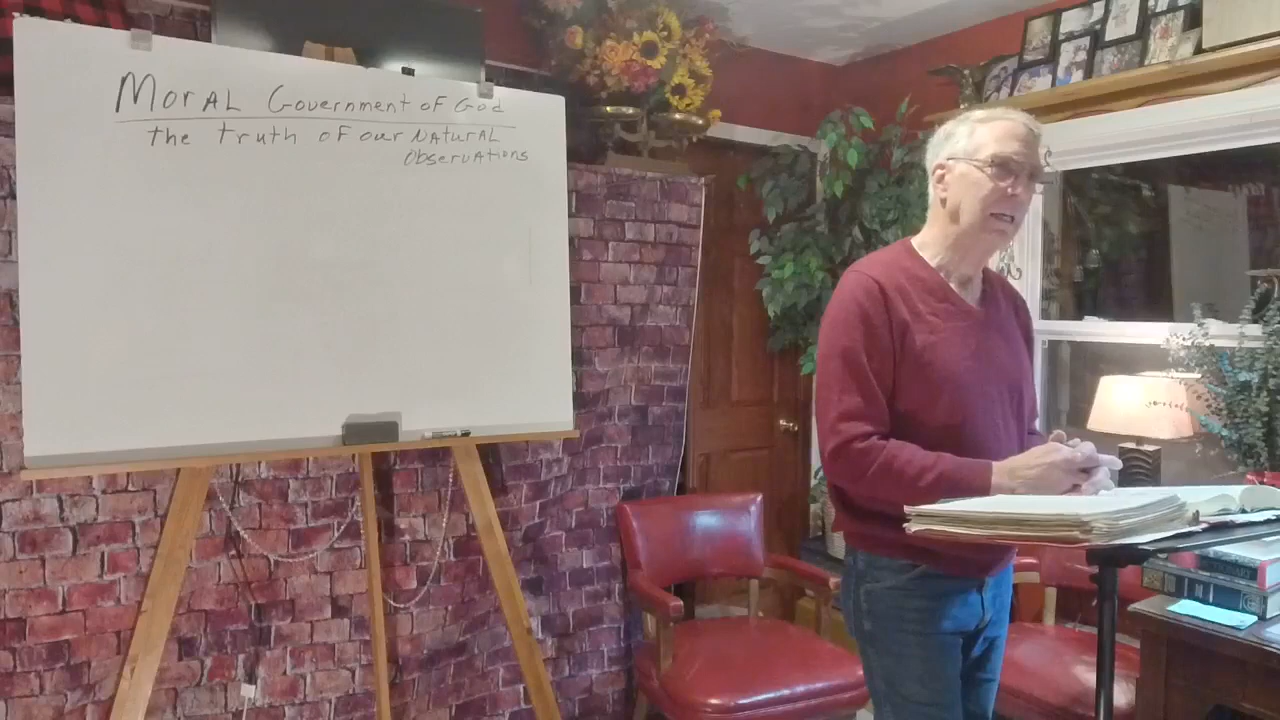 Moral Government of God
the truth of our Natural
Observations